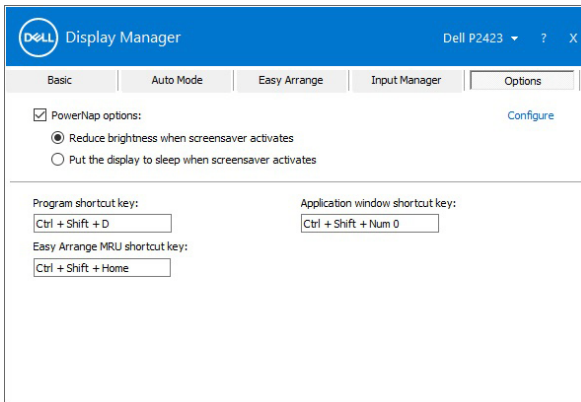 DELL Display Manager Dell P2423 ? X
Basic Auto Mode Easy Arrange Input Manager Options
PowerNap options: Configure
Reduce brightness when screensaver activates
Put the display to sleep when screensaver activates
Program shortcut key: Application window shortcut key:
Ctrl + Shift + D Ctrl + Shift + Num 0
Easy Arrange MRU shortcut key:
Ctrl + Shift + Home